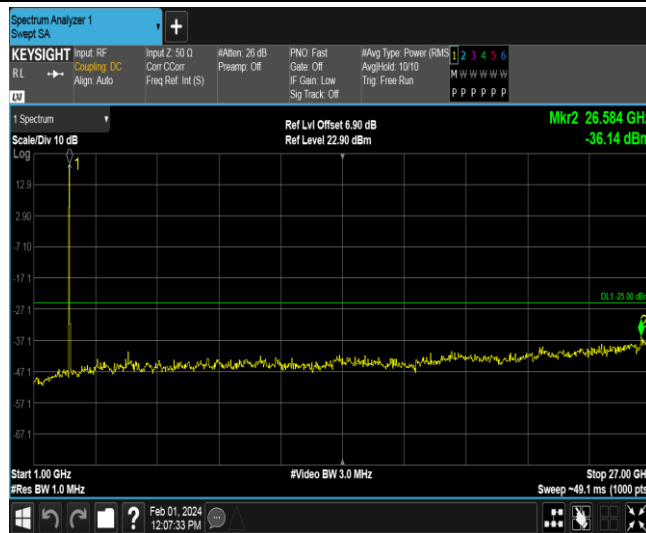 Spectrum Analyzer 1
Swept SA
+
KEYSIGHT
RL
LXI
Input: RF
Coupling: DC
Align: Auto
Input Z: 50 Ω
Corr CCorr
Freq Ref: Int (S)
#Atten: 26 dB
Preamp: Off
PNO: Fast
Gate: Off
IF Gain: Low
Sig Track: Off
#Avg Type: Power (RMS
Avg|Hold: 10/10
Trig: Free Run
1 2 3 4 5 6
M W W W W W
P P P P P P
1 Spectrum
Scale/Div 10 dB
Log
Ref Lvl Offset 6.90 dB
Ref Level 22.90 dBm
Mkr2 26.584 GHz
-36.14 dBm
1
12.9
2.90
-7.10
-17.1
DL1 -25.00 dBm
-27.1
2
-37.1
-47.1
-57.1
-67.1
Start 1.00 GHz
#Res BW 1.0 MHz
#Video BW 3.0 MHz
Stop 27.00 GHz
Sweep ~49.1 ms (1000 pts
?
Feb 01, 2024
12:07:33 PM